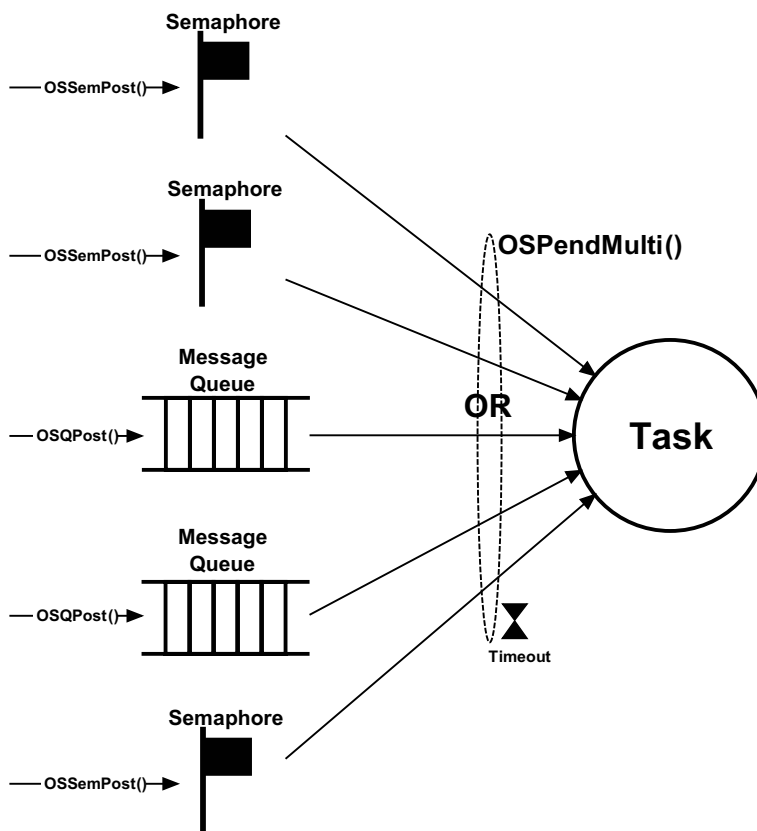 Semaphore
OSSemPost()
Semaphore
OSSemPost()
OSPendMulti()
Message
Queue
OR
OSQPost()
Task
Message
Queue
OSQPost()
Timeout
Semaphore
OSSemPost()